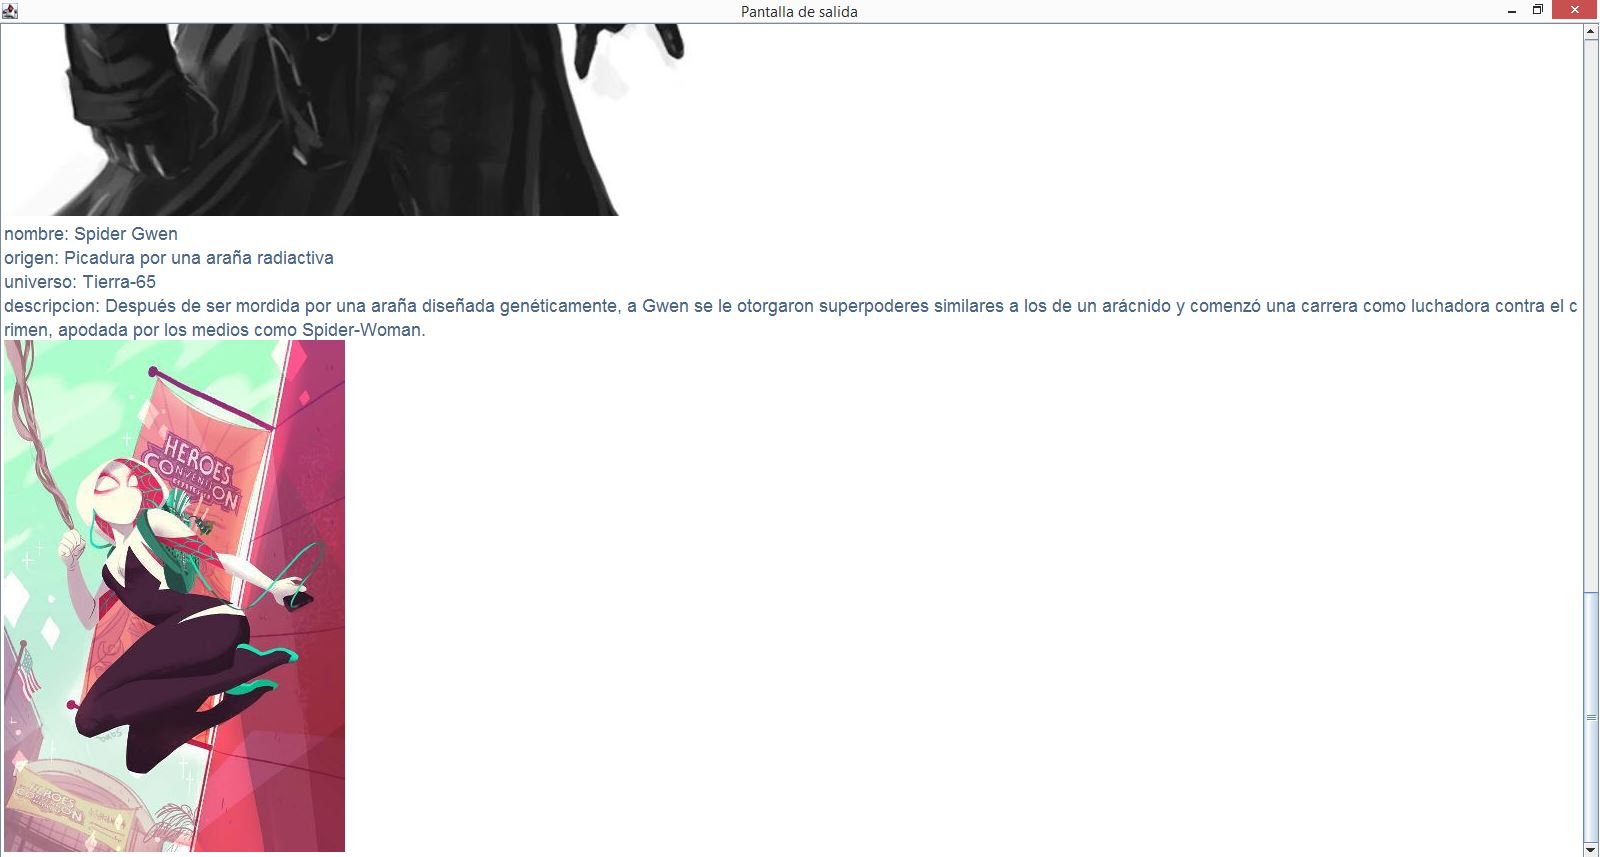 Pantalla de salida
nombre: Spider Gwen
origen: Picadura por una araña radiactiva
universo: Tierra-65
descripcion: Después de ser mordida por una araña diseñada genéticamente, a Gwen se le otorgaron superpoderes similares a los de un arácnido y comenzó una carrera como luchadora contra el c
rimen, apodada por los medios como Spider-Woman.
HEROES
CONVENTION
HEROES
CONVENTION